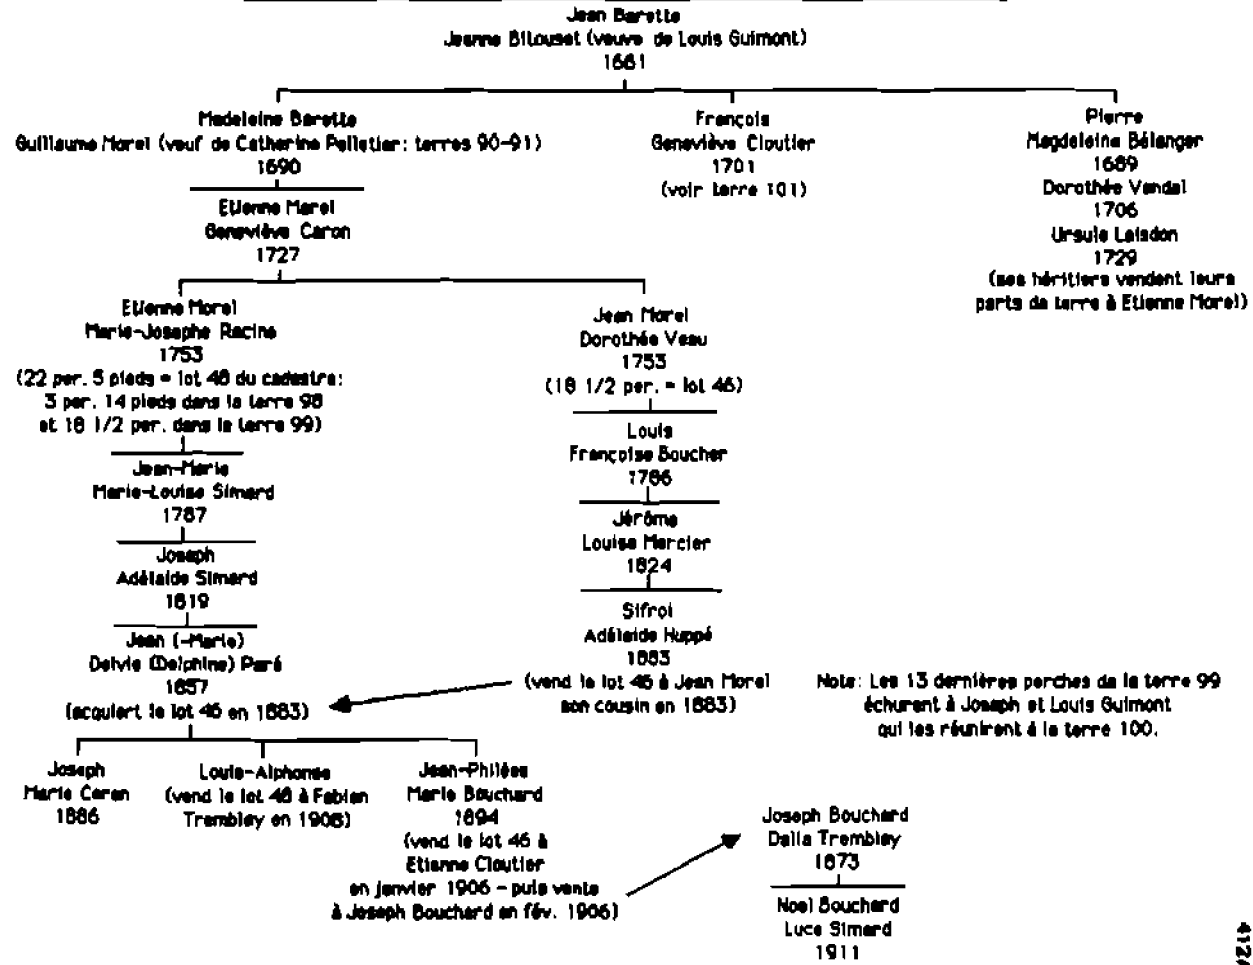 Jean Barette
Jeanne Bitouset (veuve de Louis Guimont)
1661
Madeleine Barette
Guillaume Morel (veuf de Catherine Pelletier: terres 90-91)
1690
François
Geneviève Cloutier
1701
(voir terre 101)
Pierre
Magdeleine Bélanger
1689
Dorothée Vandal
1706
Ursule Laisdon
1729
(ses héritiers vendent leurs
parts de terre à Etienne Morel)
Etienne Morel
Geneviève Caron
1727
Etienne Morel
Marie-Josephe Racine
1753
(22 per. 5 pieds = lot 48 du cadastre:
3 per. 14 pieds dans la terre 98
et 18 1/2 per. dans la terre 99)
Jean Morel
Dorothée Veau
1753
(18 1/2 per. = lot 46)
Jean-Marie
Marie-Louise Simard
1787
Louis
Françoise Boucher
1786
Joseph
Adélaïde Simard
1819
Jérôme
Louise Mercier
1824
Jean (-Marie)
Delvie (Delphine) Paré
1857
(acquiert le lot 46 en 1883)
Sifroi
Adélaïde Huppé
1883
(vend le lot 46 à Jean Morel
son cousin en 1883)
Note: Les 13 dernières perches de la terre 99
échurent à Joseph et Louis Guimont
qui les réunirent à la terre 100.
Joseph
Marie Caron
1886
Louis-Alphonse
(vend le lot 48 à Fabien
Tremblay en 1908)
Jean-Philéas
Marie Bouchard
1894
(vend le lot 46 à
Etienne Cloutier
en janvier 1906 - puis vente
à Joseph Bouchard en fév. 1906)
Joseph Bouchard
Dalia Tremblay
1873
Noel Bouchard
Luce Simard
1911